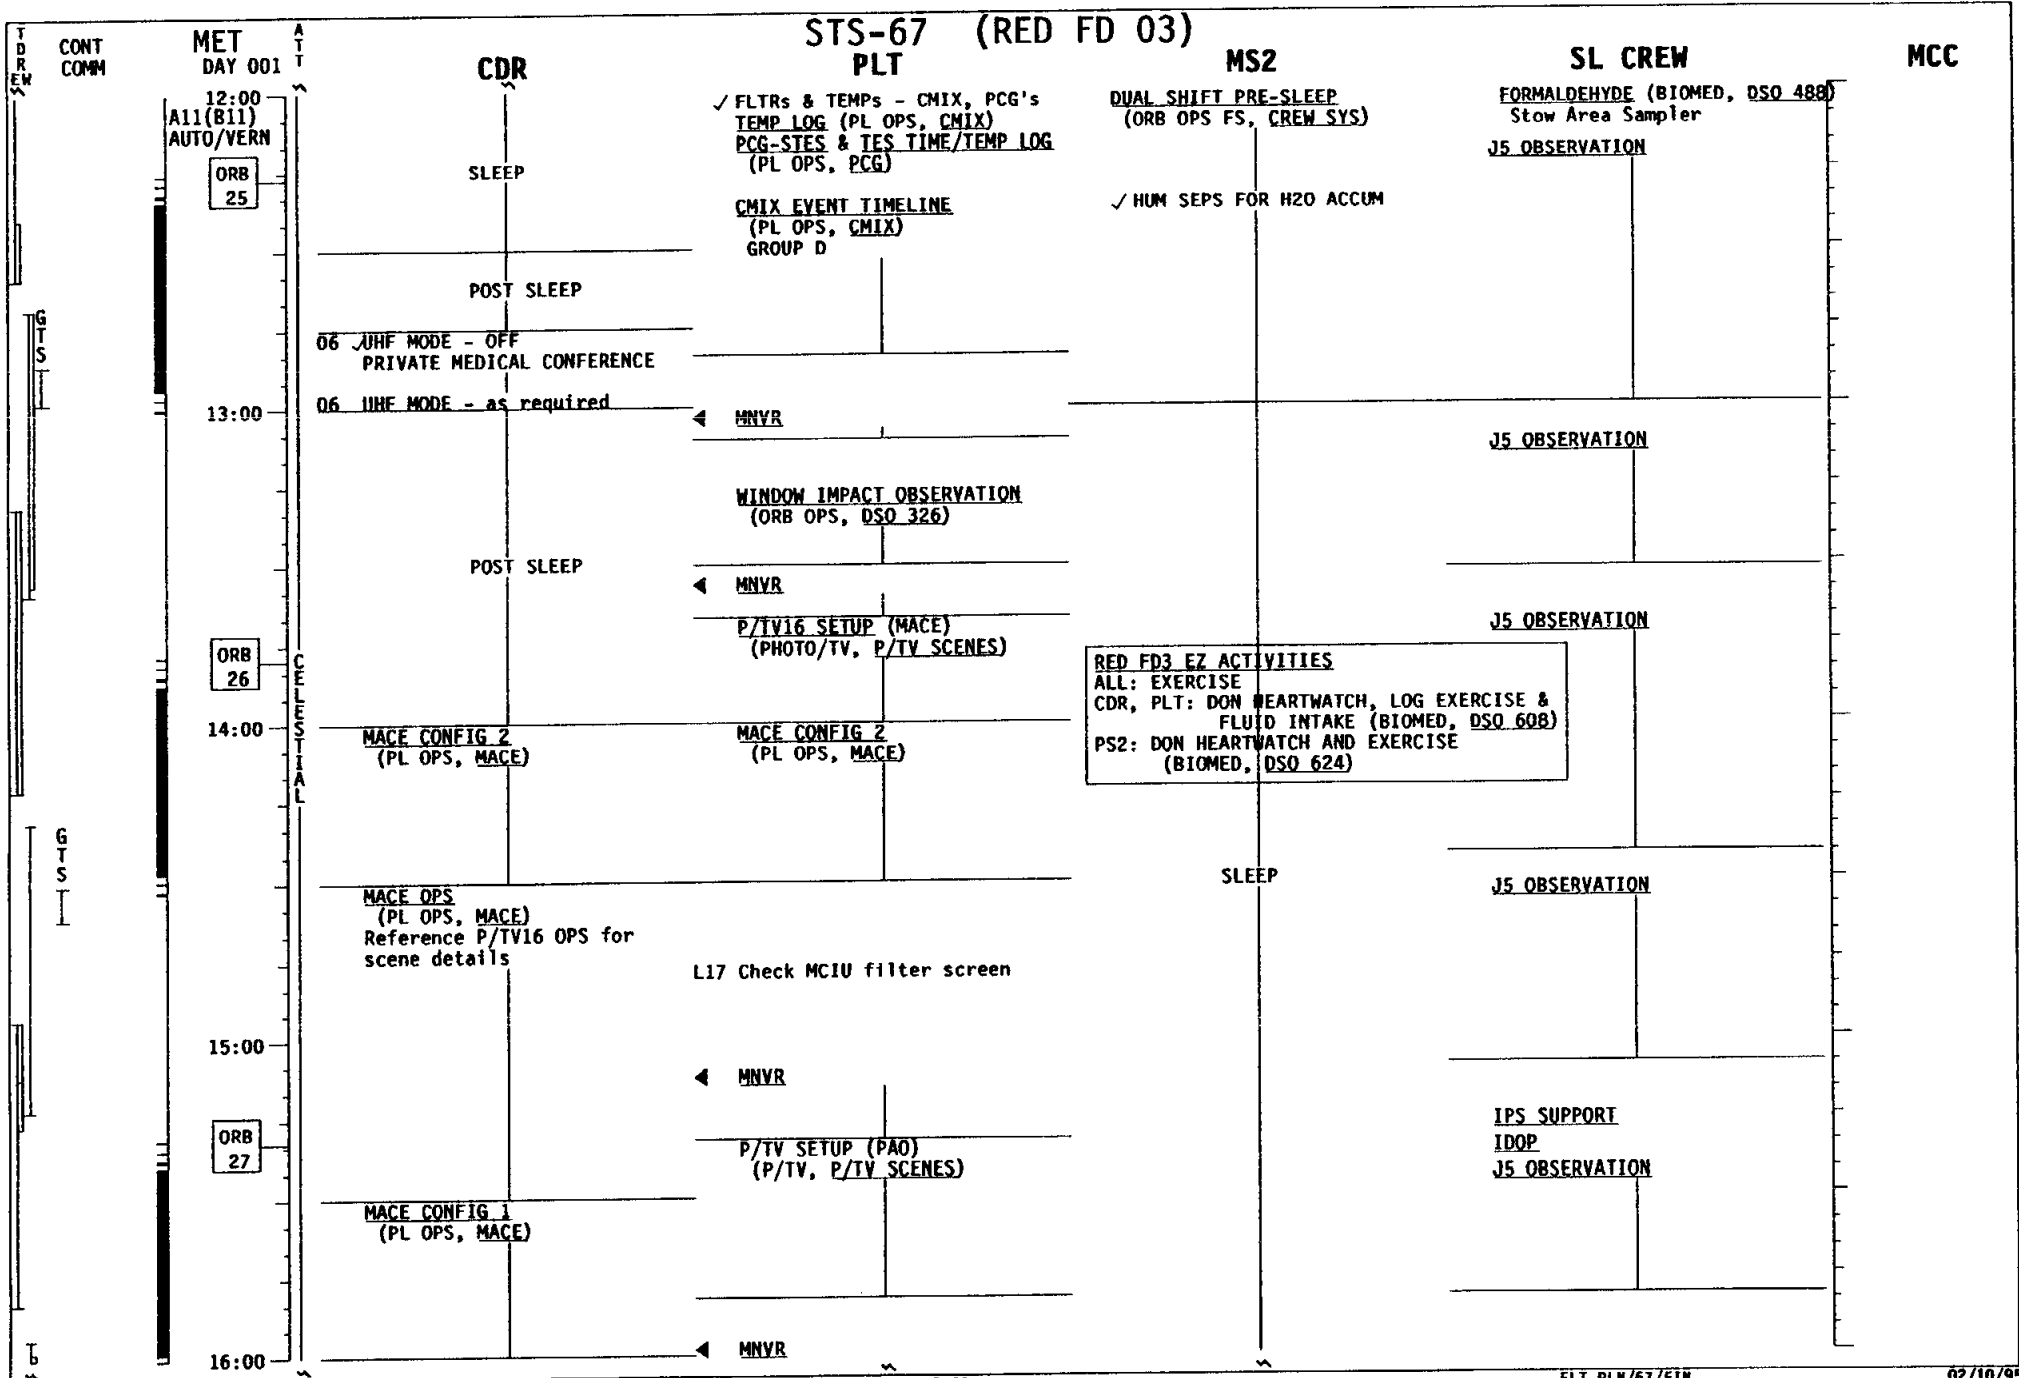 STS-67 (RED FD 03)
TDRS
EW
CONT
COMM
MET
DAY 001
ATT
CDR
PLT
MS2
SL CREW
MCC
12:00
A11(B11)
AUTO/VERN
ORB
25
GTS
13:00
ORB
26
CELESTIAL
14:00
GTS
15:00
ORB
27
16:00
SLEEP
POST SLEEP
06 ✓UHF MODE - OFF
PRIVATE MEDICAL CONFERENCE
06 UHF MODE - as required
POST SLEEP
MACE CONFIG 2
(PL OPS, MACE)
MACE OPS
(PL OPS, MACE)
Reference P/TV16 OPS for
scene details
MACE CONFIG 1
(PL OPS, MACE)
✓ FLTRs & TEMPs - CMIX, PCG's
TEMP LOG (PL OPS, CMIX)
PCG-STES & TES TIME/TEMP LOG
(PL OPS, PCG)
CMIX EVENT TIMELINE
(PL OPS, CMIX)
GROUP D
◄ MNVR
WINDOW IMPACT OBSERVATION
(ORB OPS, DSO 326)
◄ MNVR
P/TV16 SETUP (MACE)
(PHOTO/TV, P/TV SCENES)
MACE CONFIG 2
(PL OPS, MACE)
L17 Check MCIU filter screen
◄ MNVR
P/TV SETUP (PAO)
(P/TV, P/TV SCENES)
◄ MNVR
DUAL SHIFT PRE-SLEEP
(ORB OPS FS, CREW SYS)
✓ HUM SEPS FOR H2O ACCUM
RED FD3 EZ ACTIVITIES
ALL: EXERCISE
CDR, PLT: DON HEARTWATCH, LOG EXERCISE &
FLUID INTAKE (BIOMED, DSO 608)
PS2: DON HEARTWATCH AND EXERCISE
(BIOMED, DSO 624)
SLEEP
FORMALDEHYDE (BIOMED, DSO 488)
Stow Area Sampler
J5 OBSERVATION
J5 OBSERVATION
J5 OBSERVATION
J5 OBSERVATION
IPS SUPPORT
IDOP
J5 OBSERVATION
FLT PLN/67/FIN
02/10/95